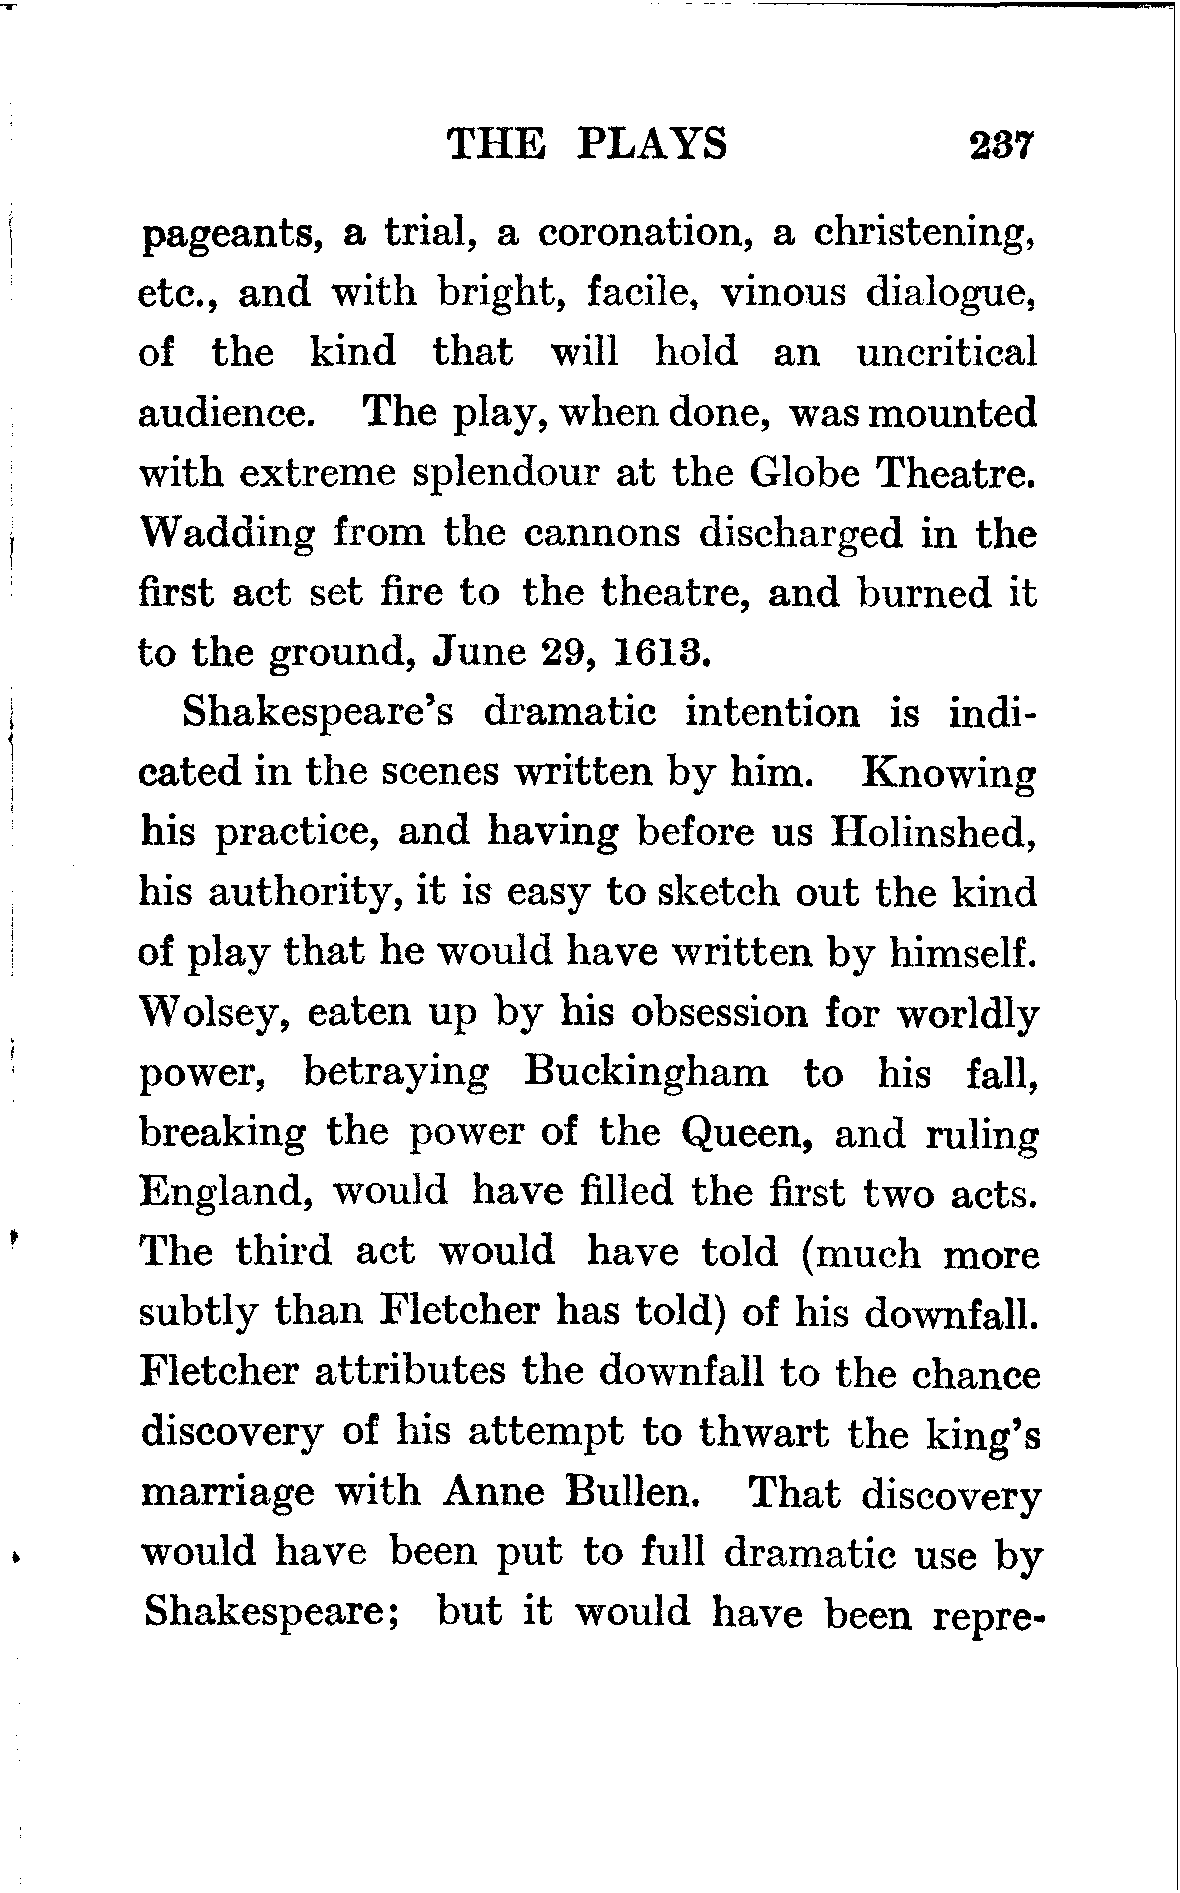 THE PLAYS 237
pageants, a trial, a coronation, a christening,
etc., and with bright, facile, vinous dialogue,
of the kind that will hold an uncritical
audience. The play, when done, was mounted
with extreme splendour at the Globe Theatre.
Wadding from the cannons discharged in the
first act set fire to the theatre, and burned it
to the ground, June 29, 1613.
Shakespeare's dramatic intention is indi-
cated in the scenes written by him. Knowing
his practice, and having before us Holinshed,
his authority, it is easy to sketch out the kind
of play that he would have written by himself.
Wolsey, eaten up by his obsession for worldly
power, betraying Buckingham to his fall,
breaking the power of the Queen, and ruling
England, would have filled the first two acts.
The third act would have told (much more
subtly than Fletcher has told) of his downfall.
Fletcher attributes the downfall to the chance
discovery of his attempt to thwart the king's
marriage with Anne Bullen. That discovery
would have been put to full dramatic use by
Shakespeare; but it would have been repre-